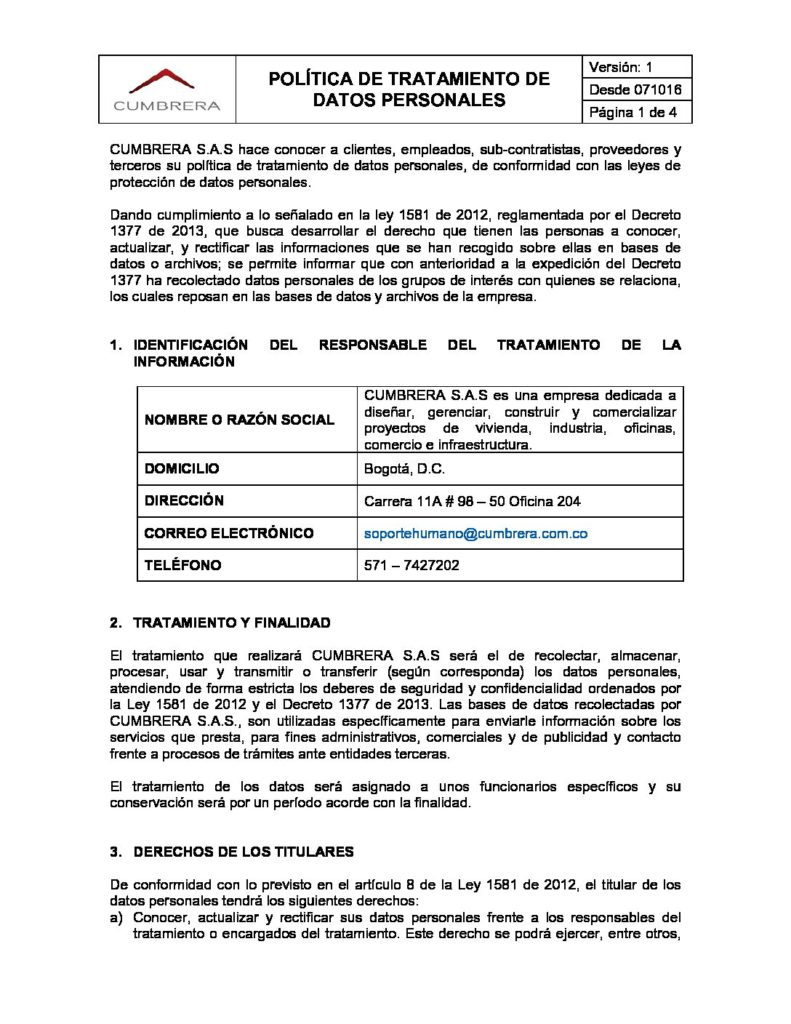 CUMBRERA
POLÍTICA DE TRATAMIENTO DE
DATOS PERSONALES
Versión: 1
Desde 071016
Página 1 de 4
CUMBRERA S.A.S hace conocer a clientes, empleados, sub-contratistas, proveedores y
terceros su política de tratamiento de datos personales, de conformidad con las leyes de
protección de datos personales.
Dando cumplimiento a lo señalado en la ley 1581 de 2012, reglamentada por el Decreto
1377 de 2013, que busca desarrollar el derecho que tienen las personas a conocer,
actualizar, y rectificar las informaciones que se han recogido sobre ellas en bases de
datos o archivos; se permite informar que con anterioridad a la expedición del Decreto
1377 ha recolectado datos personales de los grupos de interés con quienes se relaciona,
los cuales reposan en las bases de datos y archivos de la empresa.
1. IDENTIFICACIÓN DEL RESPONSABLE DEL TRATAMIENTO DE LA
INFORMACIÓN
NOMBRE O RAZÓN SOCIAL
CUMBRERA S.A.S es una empresa dedicada a
diseñar, gerenciar, construir y comercializar
proyectos de vivienda, industria, oficinas,
comercio e infraestructura.
DOMICILIO
Bogotá, D.C.
DIRECCIÓN
Carrera 11A # 98 – 50 Oficina 204
CORREO ELECTRÓNICO
soportehumano@cumbrera.com.co
TELÉFONO
571 – 7427202
2. TRATAMIENTO Y FINALIDAD
El tratamiento que realizará CUMBRERA S.A.S será el de recolectar, almacenar,
procesar, usar y transmitir o transferir (según corresponda) los datos personales,
atendiendo de forma estricta los deberes de seguridad y confidencialidad ordenados por
la Ley 1581 de 2012 y el Decreto 1377 de 2013. Las bases de datos recolectadas por
CUMBRERA S.A.S., son utilizadas específicamente para enviarle información sobre los
servicios que presta, para fines administrativos, comerciales y de publicidad y contacto
frente a procesos de trámites ante entidades terceras.
El tratamiento de los datos será asignado a unos funcionarios específicos y su
conservación será por un período acorde con la finalidad.
3. DERECHOS DE LOS TITULARES
De conformidad con lo previsto en el artículo 8 de la Ley 1581 de 2012, el titular de los
datos personales tendrá los siguientes derechos:
a) Conocer, actualizar y rectificar sus datos personales frente a los responsables del
tratamiento o encargados del tratamiento. Este derecho se podrá ejercer, entre otros,